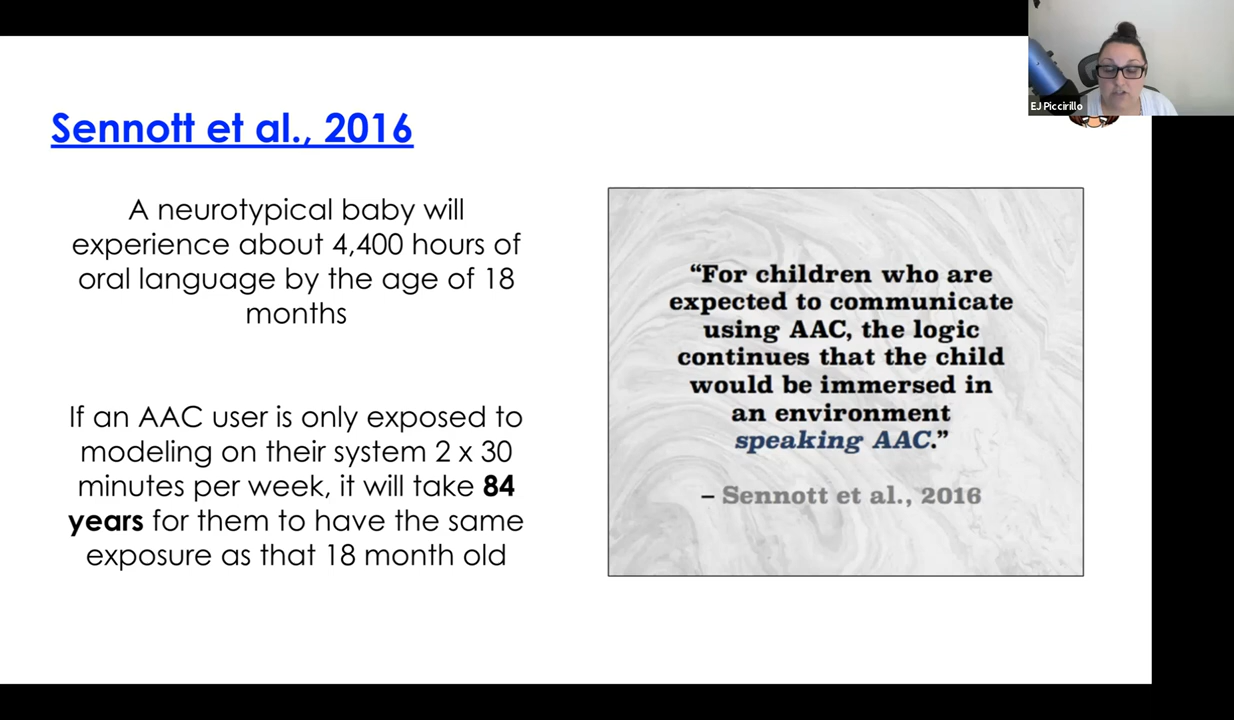 EJ Piccirillo
Sennott et al., 2016
A neurotypical baby will
experience about 4,400 hours of
oral language by the age of 18
months
If an AAC user is only exposed to
modeling on their system 2 x 30
minutes per week, it will take 84
years for them to have the same
exposure as that 18 month old
“For children who are
expected to communicate
using AAC, the logic
continues that the child
would be immersed in
an environment
speaking AAC.”
– Sennott et al., 2016